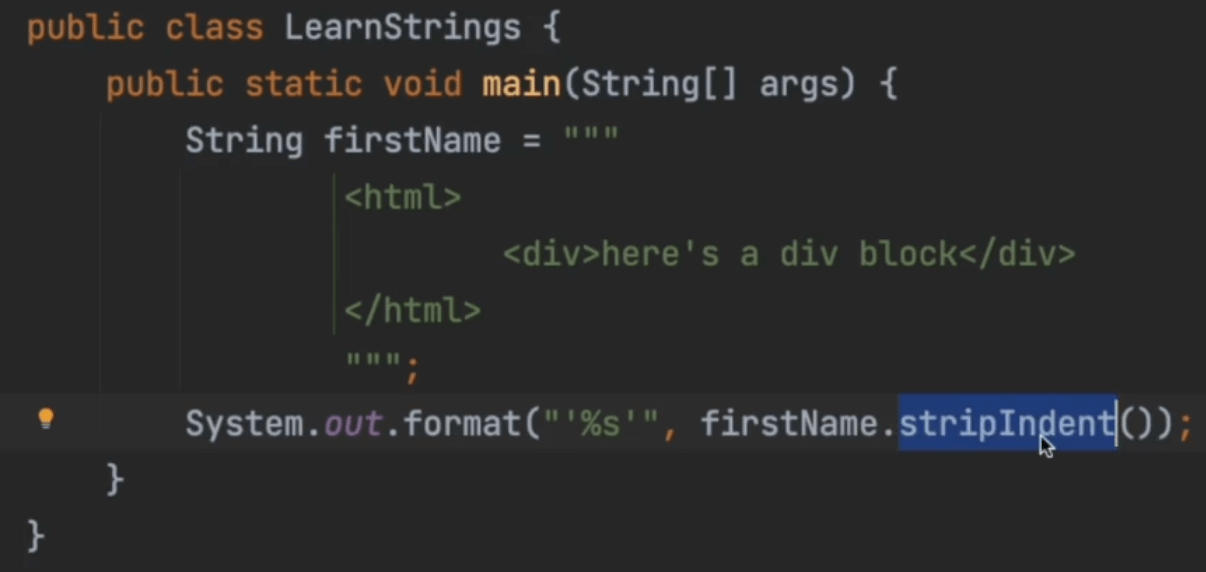 public class LearnStrings {
    public static void main(String[] args) {
        String firstName = """
                <html>
                        <div>here's a div block</div>
                </html>
                """;
        System.out.format("'%s'", firstName.stripIndent());
    }
}